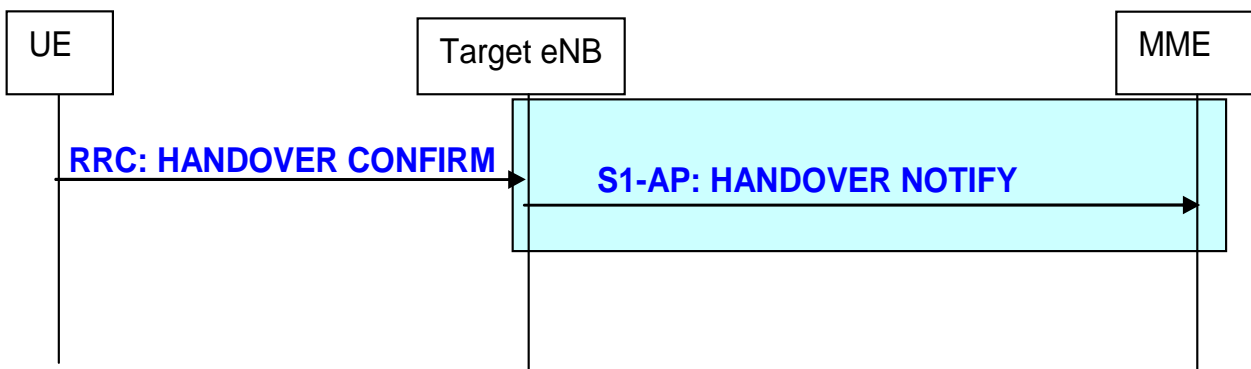 UE
Target eNB
MME
RRC: HANDOVER CONFIRM
S1-AP: HANDOVER NOTIFY